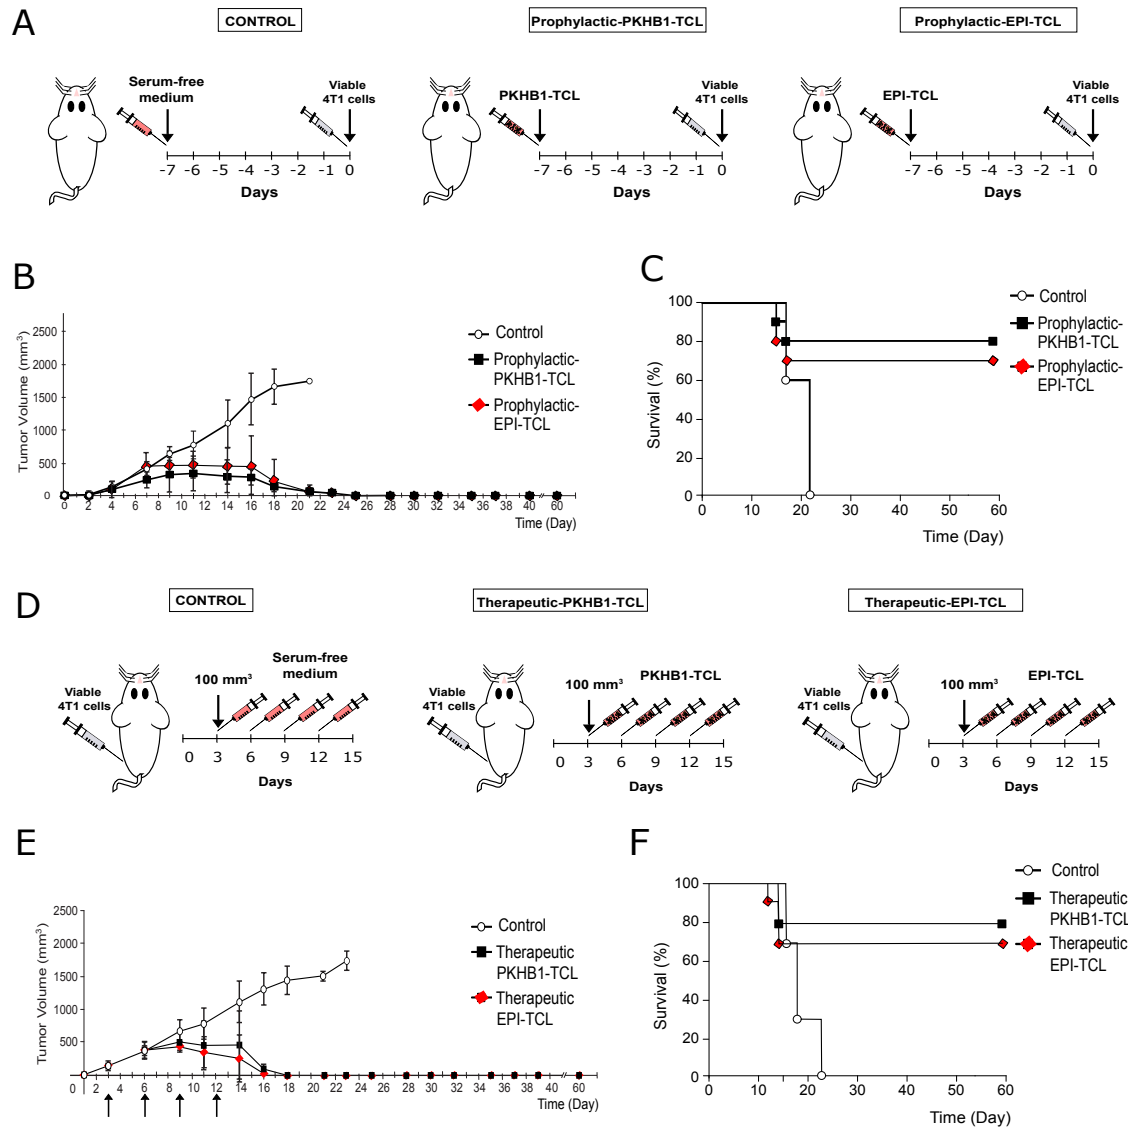 A
CONTROL
Prophylactic-PKHB1-TCL
Prophylactic-EPI-TCL
Serum-free
medium
Viable
4T1 cells
-7 -6 -5 -4 -3 -2 -1 0
Days
PKHB1-TCL
Viable
4T1 cells
-7 -6 -5 -4 -3 -2 -1 0
Days
EPI-TCL
Viable
4T1 cells
-7 -6 -5 -4 -3 -2 -1 0
Days
B
Tumor Volume (mm³)
2500
2000
1500
1000
500
0
0 2 4 6 8 10 12 14 16 18 20 22 24 26 28 30 32 34 36 38 40 60
Time (Day)
Control
Prophylactic-
PKHB1-TCL
Prophylactic-
EPI-TCL
C
Survival (%)
100
80
60
40
20
0
0 10 20 30 40 50 60
Time (Day)
Control
Prophylactic-
PKHB1-TCL
Prophylactic-
EPI-TCL
D
CONTROL
Therapeutic-PKHB1-TCL
Therapeutic-EPI-TCL
Viable
4T1 cells
100 mm³
Serum-free
medium
0 3 6 9 12 15
Days
Viable
4T1 cells
100 mm³
PKHB1-TCL
0 3 6 9 12 15
Days
Viable
4T1 cells
100 mm³
EPI-TCL
0 3 6 9 12 15
Days
E
Tumor Volume (mm³)
2500
2000
1500
1000
500
0 2 4 6 8 10 12 14 16 18 20 22 24 26 28 30 32 34 36 38 40 60
Time (Day)
Control
Therapeutic
PKHB1-TCL
Therapeutic
EPI-TCL
F
Survival (%)
100
80
60
40
20
0
0 10 20 30 40 50 60
Time (Day)
Control
Therapeutic
PKHB1-TCL
Therapeutic
EPI-TCL